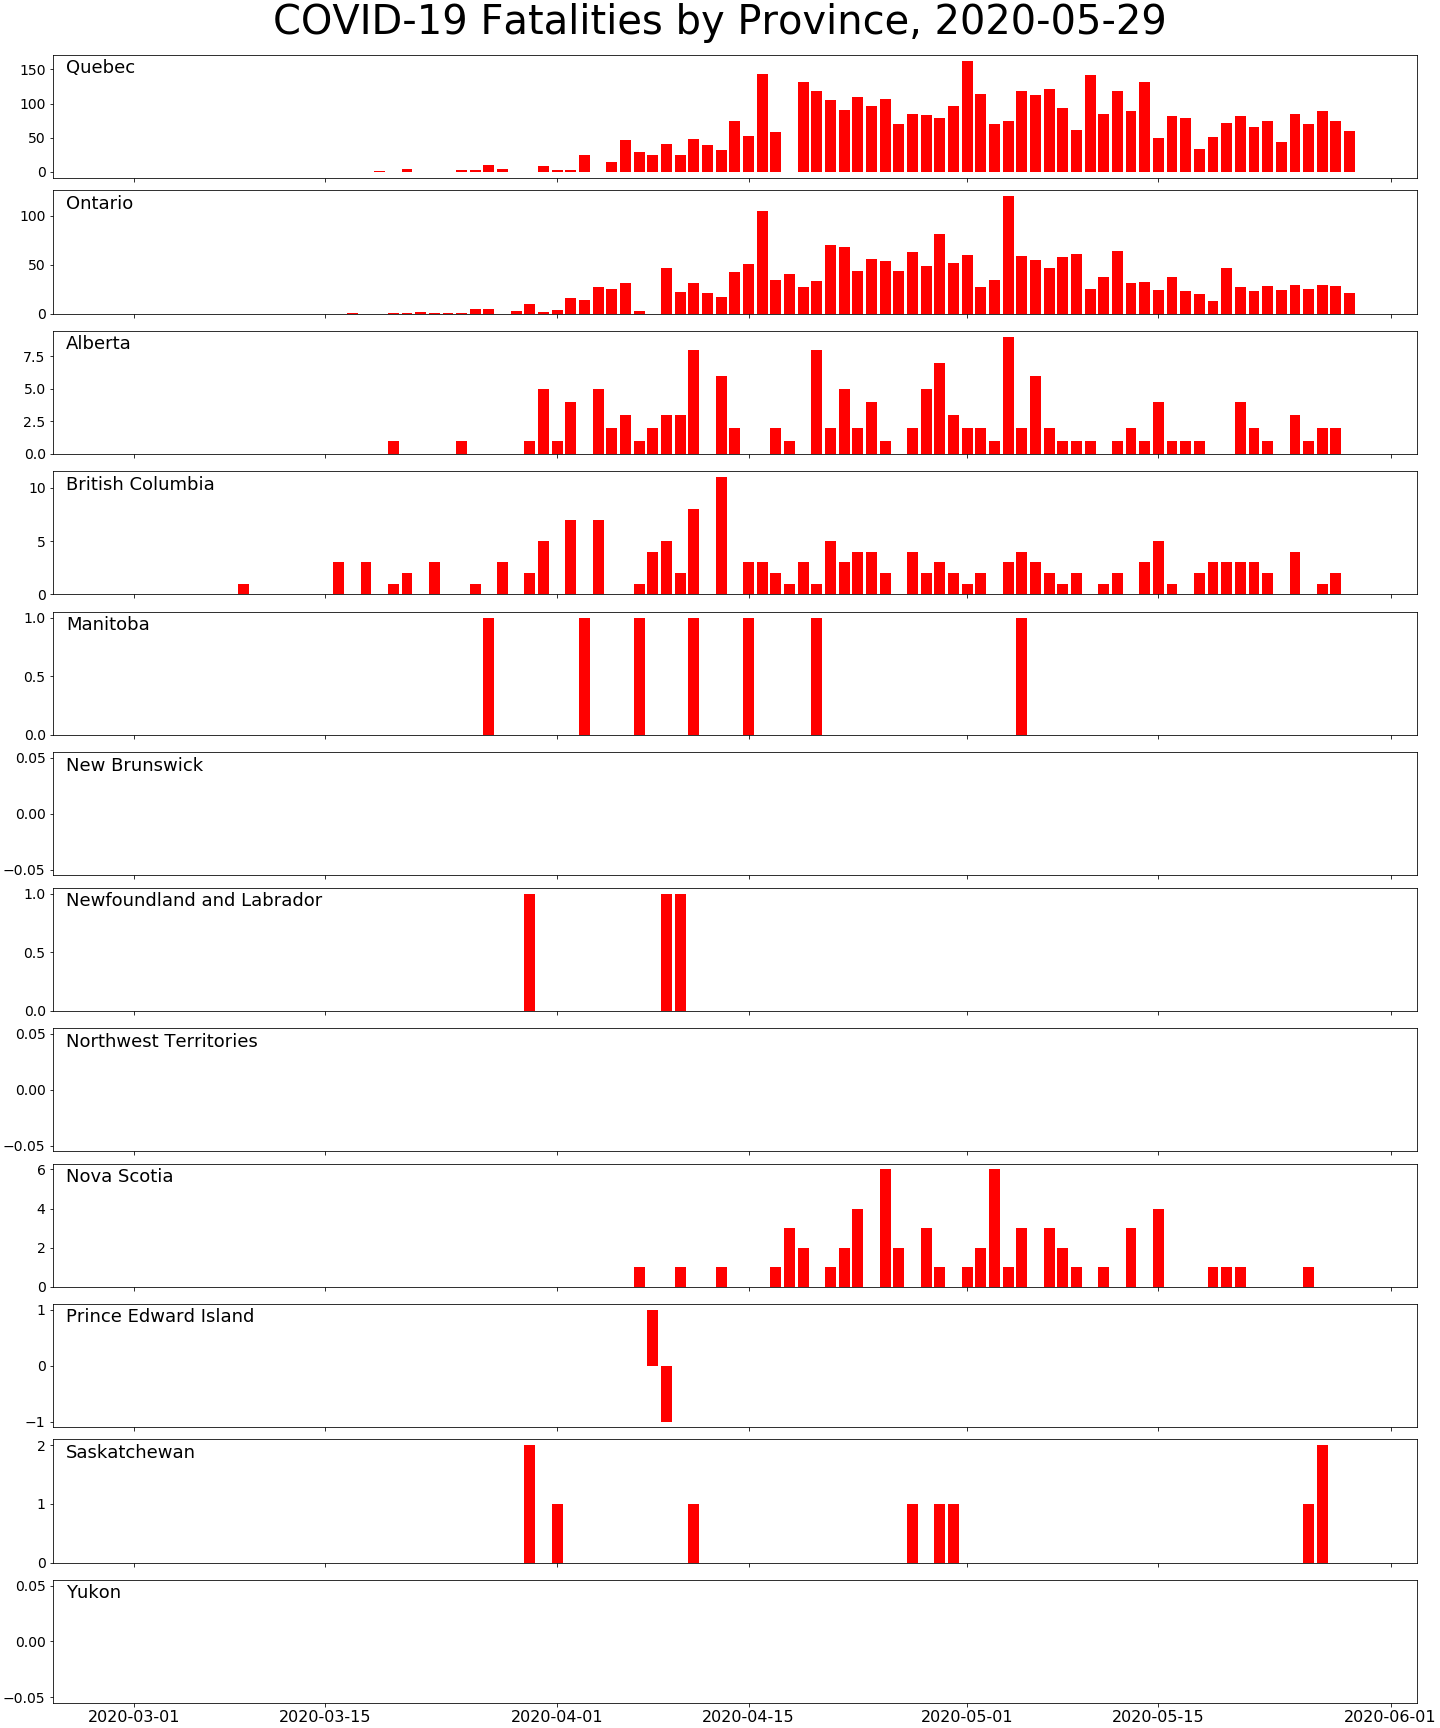 COVID-19 Fatalities by Province, 2020-05-29
Quebec
150
100
50
0
Ontario
100
50
0
Alberta
7.5
5.0
2.5
0.0
British Columbia
10
5
0
Manitoba
1.0
0.5
0.0
New Brunswick
0.05
0.00
−0.05
Newfoundland and Labrador
1.0
0.5
0.0
Northwest Territories
0.05
0.00
−0.05
Nova Scotia
6
4
2
0
Prince Edward Island
1
0
−1
Saskatchewan
2
1
0
Yukon
0.05
0.00
−0.05
2020-03-01 2020-03-15 2020-04-01 2020-04-15 2020-05-01 2020-05-15 2020-06-01